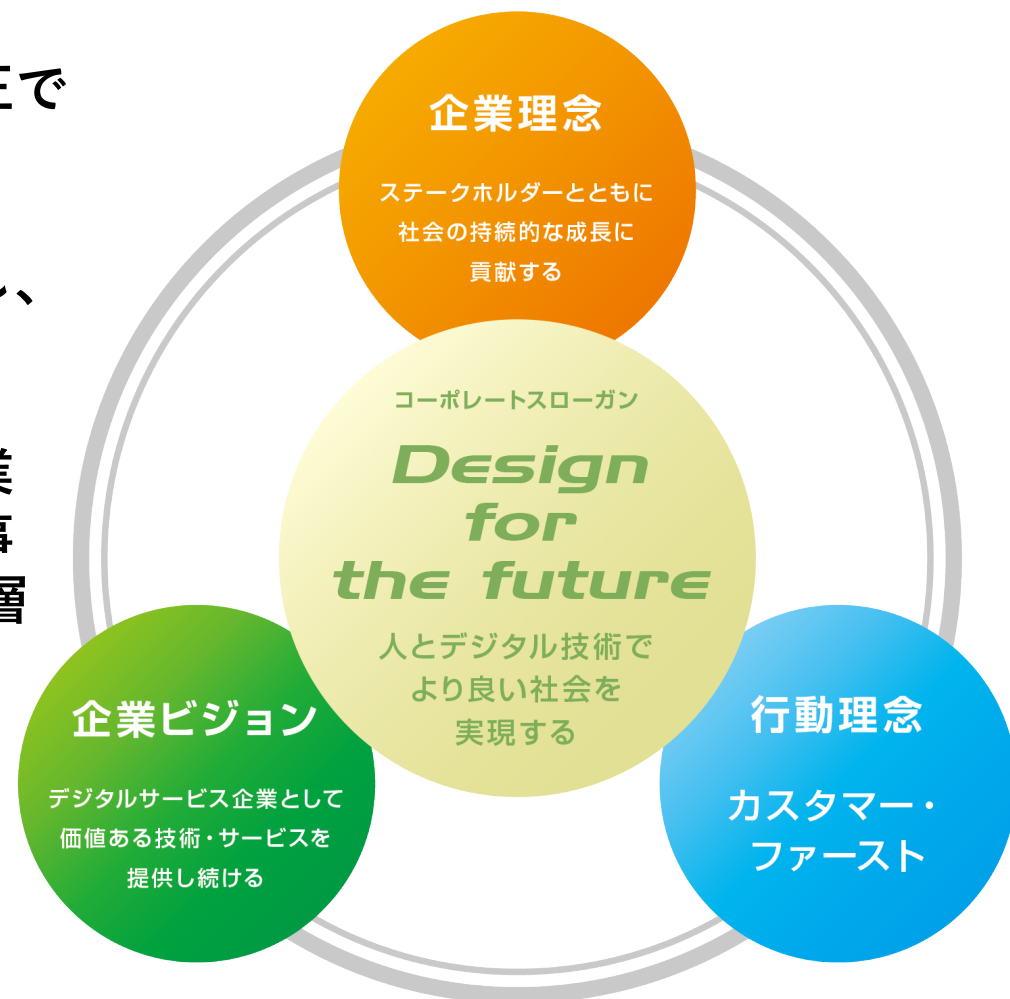 正で
し、
業
事
層
企業理念
ステークホルダーとともに
社会の持続的な成長に
貢献する
コーポレートスローガン
Design
for
the future
人とデジタル技術で
より良い社会を
実現する
企業ビジョン
デジタルサービス企業として
価値ある技術・サービスを
提供し続ける
行動理念
カスタマー・
ファースト